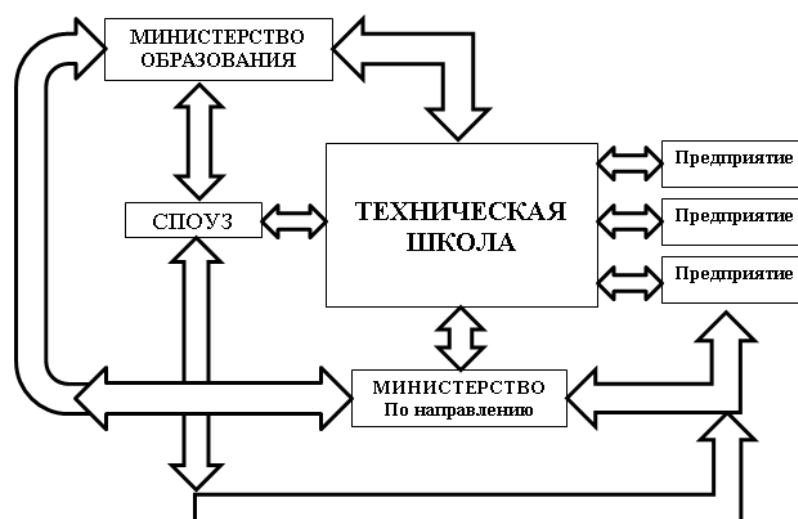 МИНИСТЕРСТВО
ОБРАЗОВАНИЯ
Предприятие
ТЕХНИЧЕСКАЯ
ШКОЛА
СПОУЗ
Предприятие
Предприятие
МИНИСТЕРСТВО
По направлению